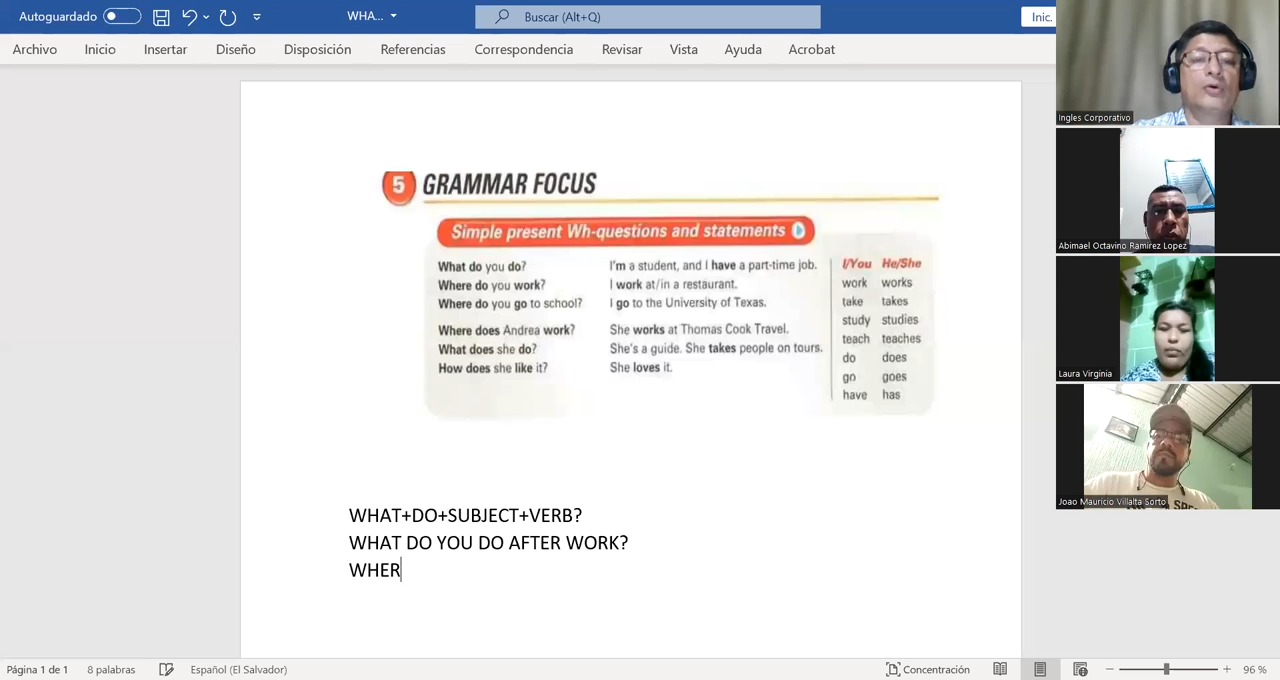 Autoguardado
WHA...
Buscar (Alt+Q)
Inic.
Archivo Inicio Insertar Diseño Disposición Referencias Correspondencia Revisar Vista Ayuda Acrobat
5 GRAMMAR FOCUS
Simple present Wh-questions and statements
What do you do? I'm a student, and I have a part-time job.
Where do you work? I work at/in a restaurant.
Where do you go to school? I go to the University of Texas.
Where does Andrea work? She works at Thomas Cook Travel.
What does she do? She's a guide. She takes people on tours.
How does she like it? She loves it.
I/You He/She
work works
take takes
study studies
teach teaches
do does
go goes
have has
WHAT+DO+SUBJECT+VERB?
WHAT DO YOU DO AFTER WORK?
WHER
Ingles Corporativo
Abimael Octavino Ramirez Lopez
Laura Virginia
Joao Mauricio Villalta Sorto
Página 1 de 1 8 palabras Español (El Salvador) Concentración 96 %